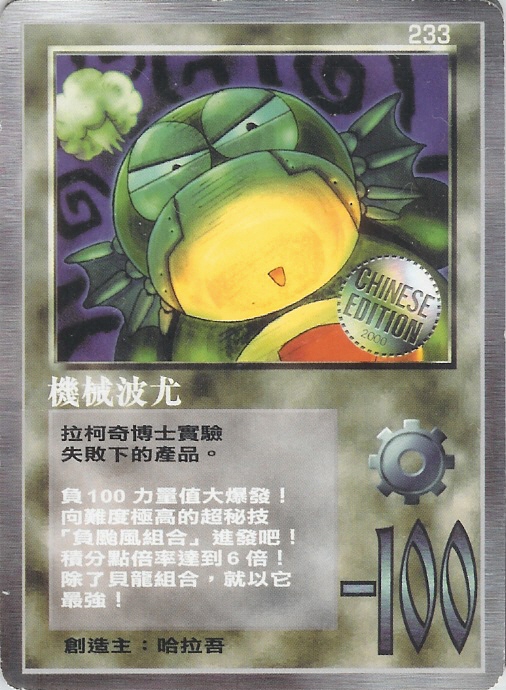 233
CHINESE
EDITION
2000
機械波尤
拉柯奇博士實驗
失敗下的產品。
負100力量值大爆發！
向難度極高的超秘技
「負颱風組合」進發吧！
積分點倍率達到6倍！
除了貝龍組合，就以它
最強！
-100
創造主：哈拉吾